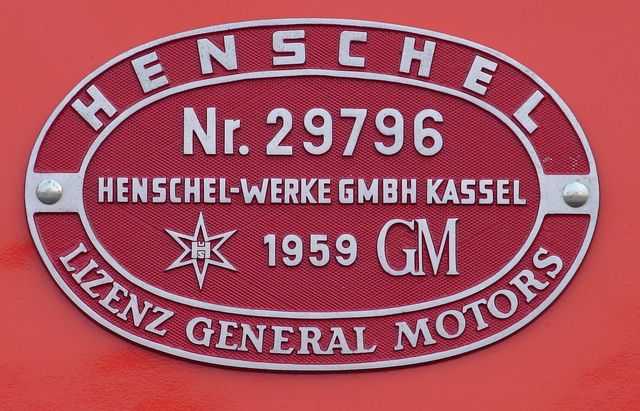 HENSCHEL
Nr. 29796
HENSCHEL-WERKE GMBH KASSEL
1959 GM
LIZENZ GENERAL MOTORS